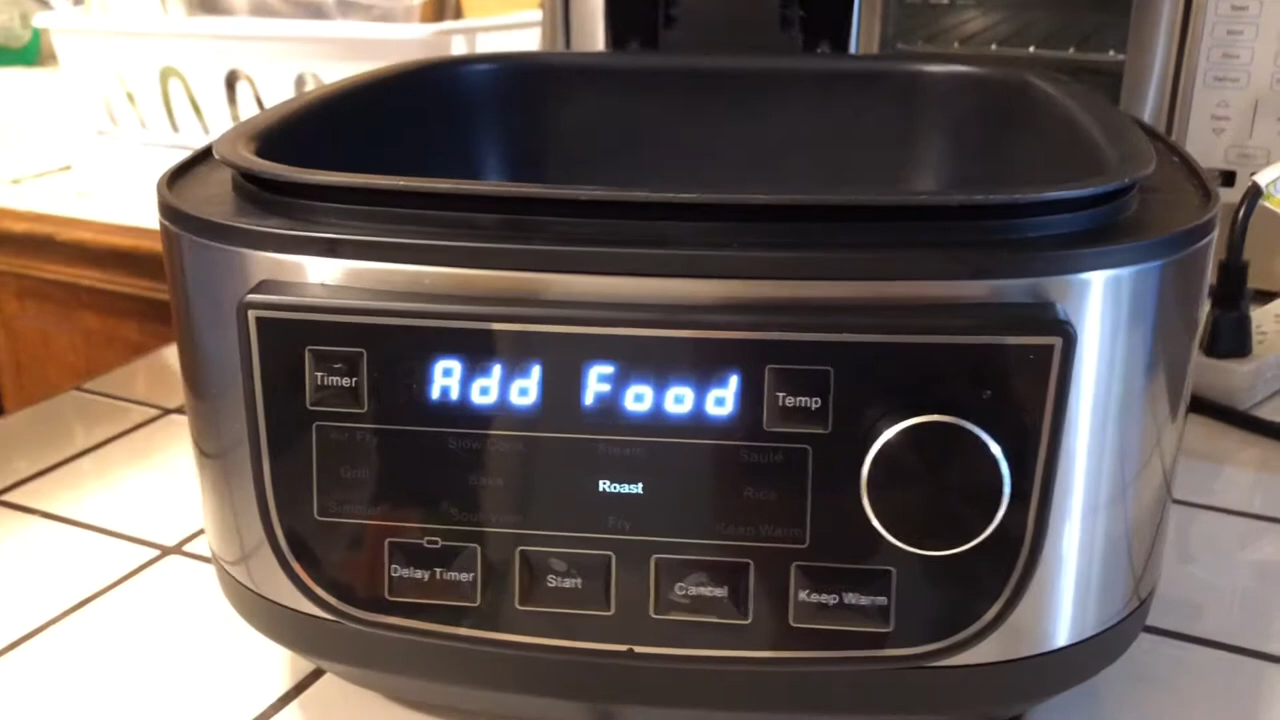 Timer
Add Food
Temp
Air Fry Slow Cook Steam Sauté
Grill Bake Roast Rice
Simmer Sous Vide Fry Keep Warm
Delay Timer
Start
Cancel
Keep Warm